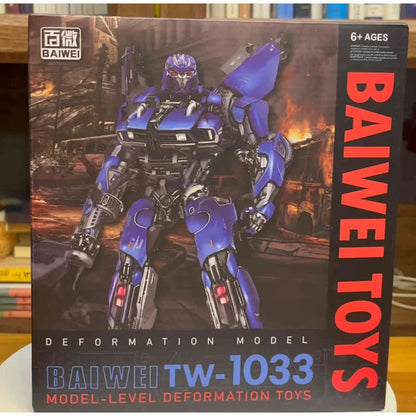 百微
BAIWEI
6+ AGES
BAIWEI TOYS
DEFORMATION MODEL
BAIWEI TW-1033
MODEL-LEVEL DEFORMATION TOYS